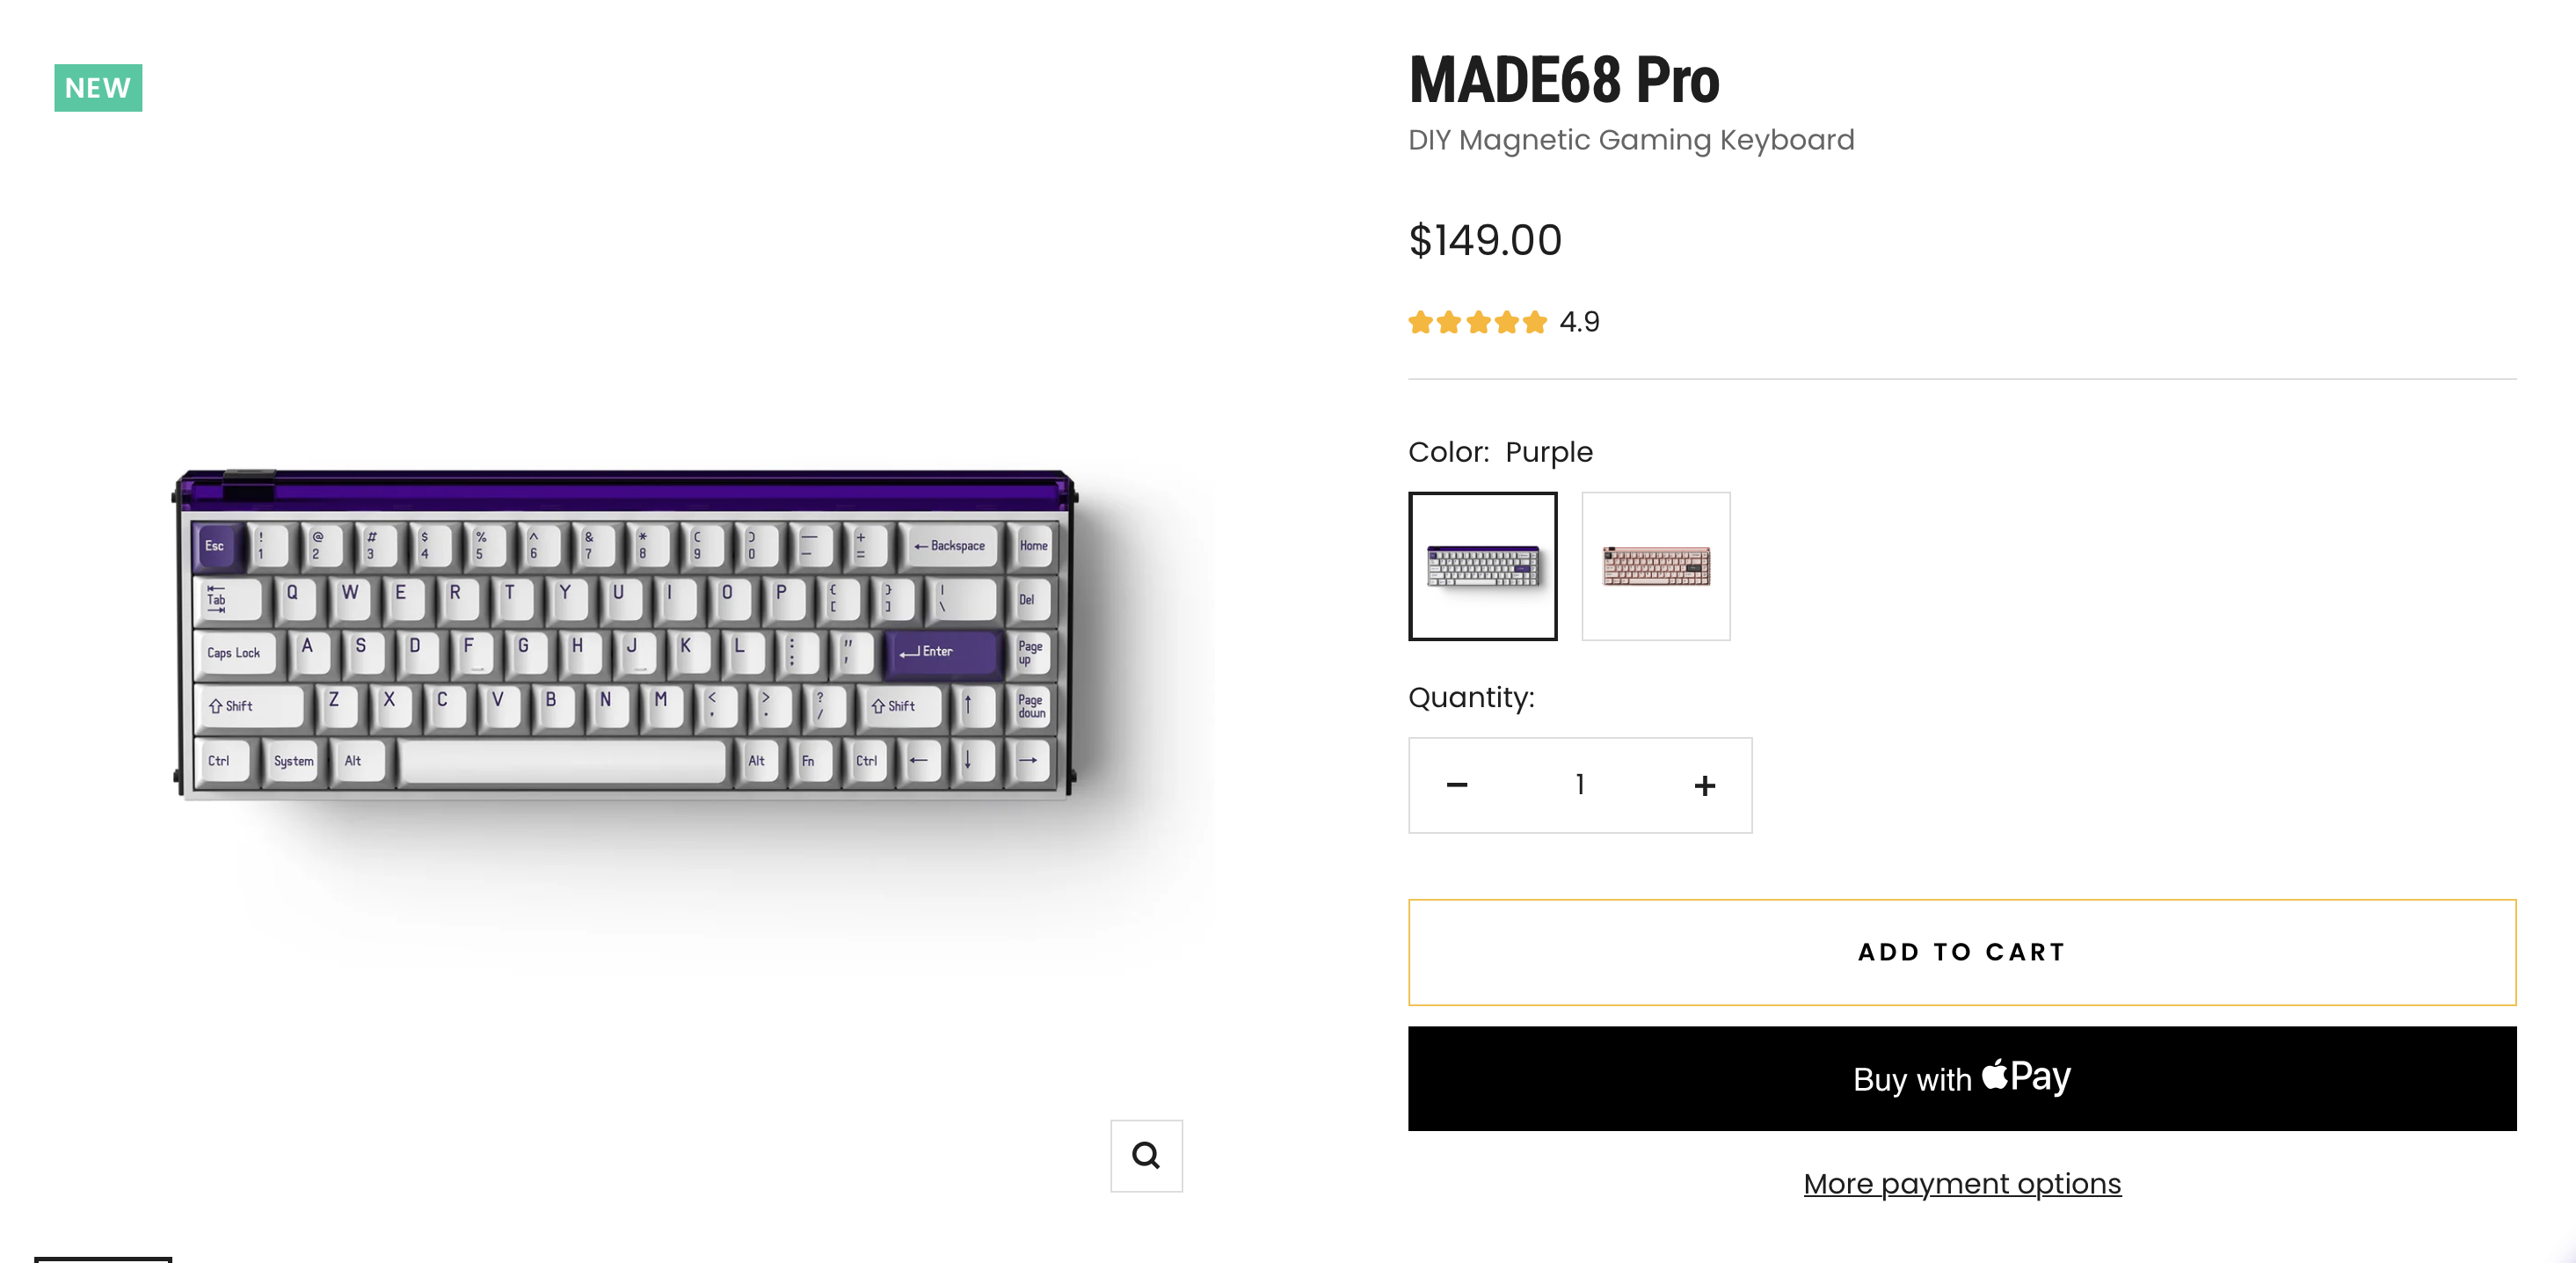 NEW
MADE68 Pro
DIY Magnetic Gaming Keyboard
$149.00
4.9
Color: Purple
Quantity:
− 1 +
ADD TO CART
Buy with Pay
More payment options
Esc ! 1 @ 2 # 3 $ 4 % 5 ^ 6 & 7 * 8 ( 9 ) 0 — – + = ← Backspace Home
Tab Q W E R T Y U I O P { [ } ] | \ Del
Caps Lock A S D F G H J K L : ; " ' Enter Page up
⇧ Shift Z X C V B N M < , > . ? / ⇧ Shift ↑ Page down
Ctrl System Alt Alt Fn Ctrl ← ↓ →